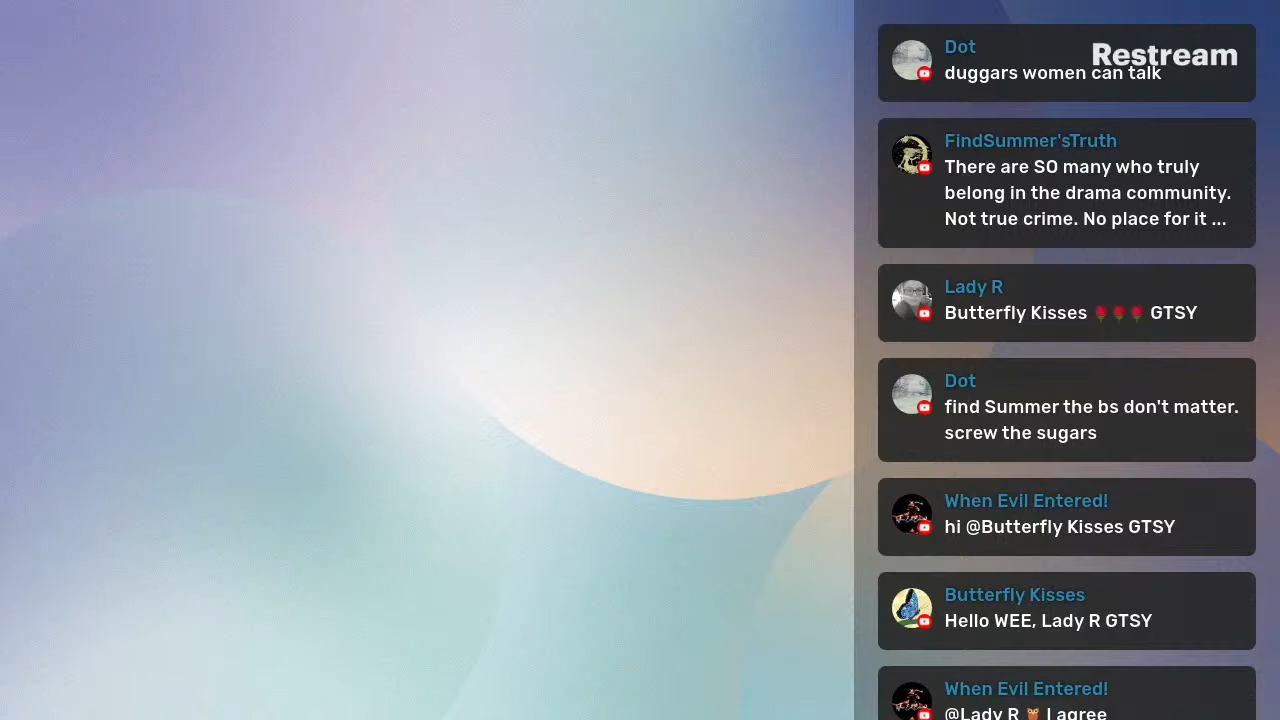 Restream
Dot
duggars women can talk
FindSummer'sTruth
There are SO many who truly
belong in the drama community.
Not true crime. No place for it ...
Lady R
Butterfly Kisses 🌹🌹🌹 GTSY
Dot
find Summer the bs don't matter.
screw the sugars
When Evil Entered!
hi @Butterfly Kisses GTSY
Butterfly Kisses
Hello WEE, Lady R GTSY
When Evil Entered!
@Lady R 🦉 I agree